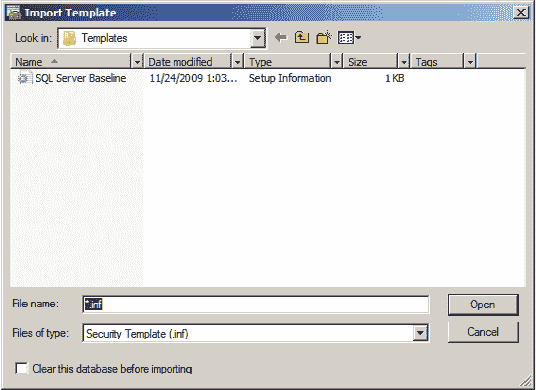 Import Template
Look in: Templates
Name Date modified Type Size Tags
SQL Server Baseline 11/24/2009 1:03... Setup Information 1 KB
File name: *.inf Open
Files of type: Security Template (.inf) Cancel
Clear this database before importing